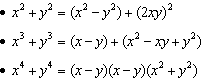 • x² + y² = (x² − y²) + (2xy)²
• x³ + y³ = (x − y) + (x² − xy + y²)
• x⁴ + y⁴ = (x − y)(x − y)(x² + y²)